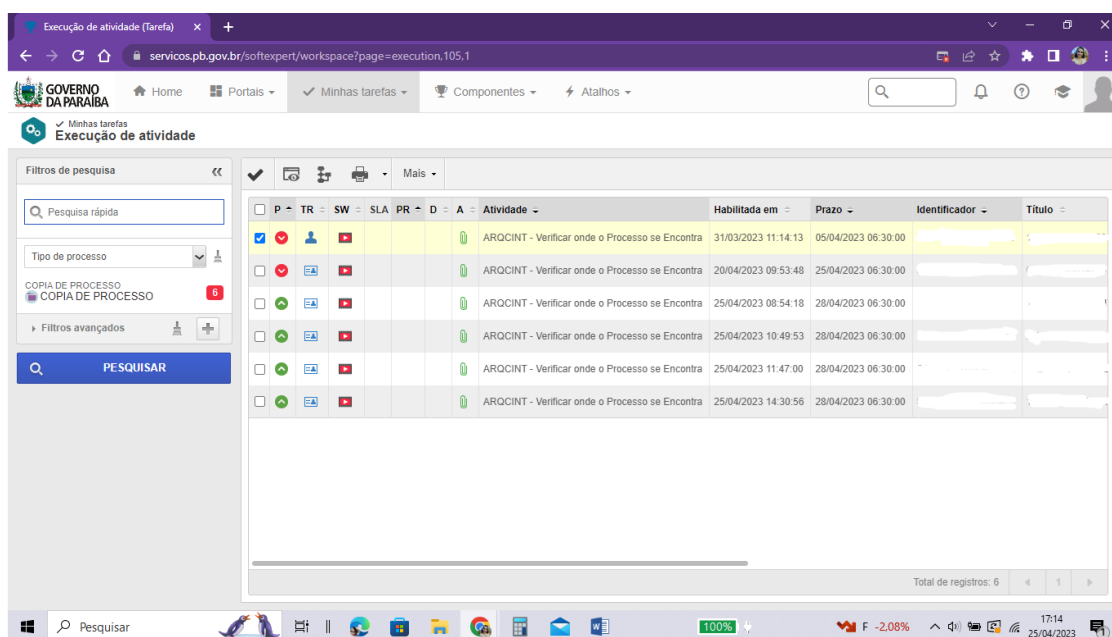 Execução de atividade (Tarefa)
servicos.pb.gov.br/softexpert/workspace?page=execution,105,1
GOVERNO DA PARAÍBA
Home
Portais
Minhas tarefas
Componentes
Atalhos
Minhas tarefas
Execução de atividade
Filtros de pesquisa
Pesquisa rápida
Tipo de processo
COPIA DE PROCESSO
COPIA DE PROCESSO 6
Filtros avançados
PESQUISAR
Mais
P TR SW SLA PR D A Atividade Habilitada em Prazo Identificador Título
ARQCINT - Verificar onde o Processo se Encontra 31/03/2023 11:14:13 05/04/2023 06:30:00
ARQCINT - Verificar onde o Processo se Encontra 20/04/2023 09:53:48 25/04/2023 06:30:00
ARQCINT - Verificar onde o Processo se Encontra 25/04/2023 08:54:18 28/04/2023 06:30:00
ARQCINT - Verificar onde o Processo se Encontra 25/04/2023 10:49:53 28/04/2023 06:30:00
ARQCINT - Verificar onde o Processo se Encontra 25/04/2023 11:47:00 28/04/2023 06:30:00
ARQCINT - Verificar onde o Processo se Encontra 25/04/2023 14:30:56 28/04/2023 06:30:00
Total de registros: 6 1
Pesquisar
100%
F -2,08%
17:14
25/04/2023